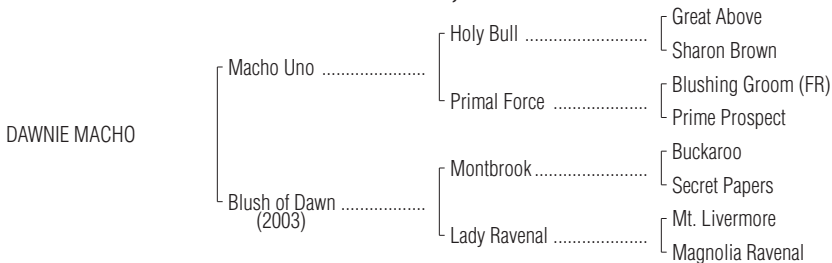 Great Above
Holy Bull ..........................
Sharon Brown
Macho Uno ......................
Blushing Groom (FR)
Primal Force ....................
Prime Prospect
DAWNIE MACHO
Buckaroo
Montbrook ........................
Secret Papers
Blush of Dawn ..................
(2003)
Mt. Livermore
Lady Ravenal ....................
Magnolia Ravenal